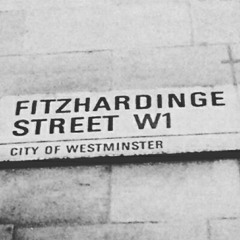 FITZHARDINGE
STREET W1
CITY OF WESTMINSTER